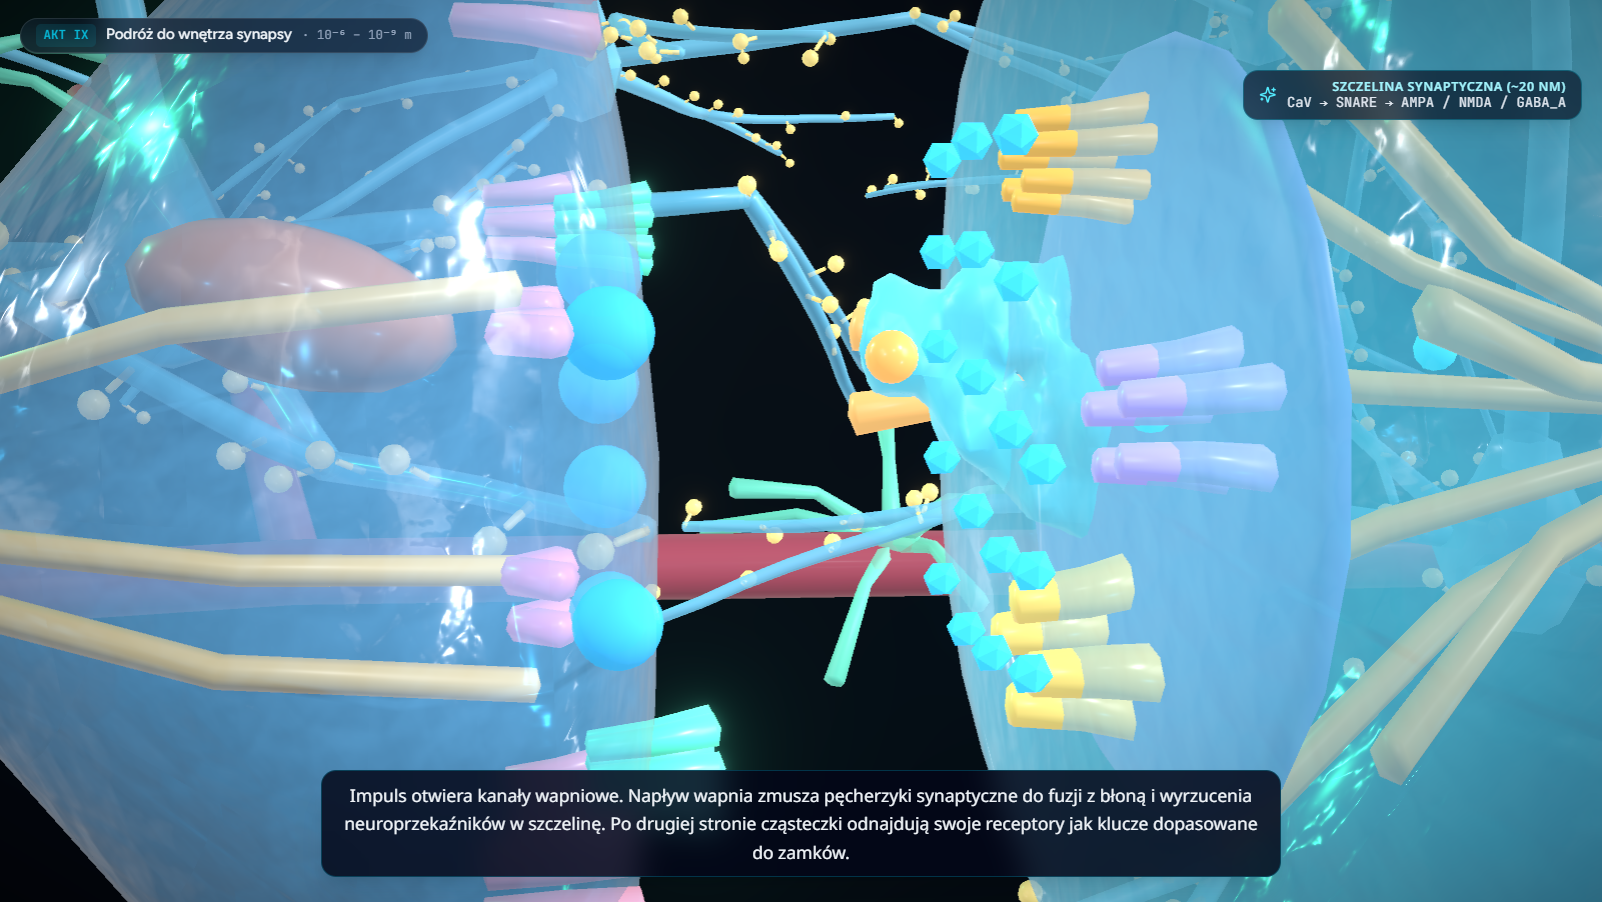 AKT IX Podróż do wnętrza synapsy · 10⁻⁶ – 10⁻⁹ m
SZCZELINA SYNAPTYCZNA (~20 NM)
CaV → SNARE → AMPA / NMDA / GABA_A
Impuls otwiera kanały wapniowe. Napływ wapnia zmusza pęcherzyki synaptyczne do fuzji z błoną i wyrzucenia
neuroprzekaźników w szczelinę. Po drugiej stronie cząsteczki odnajdują swoje receptory jak klucze dopasowane
do zamków.